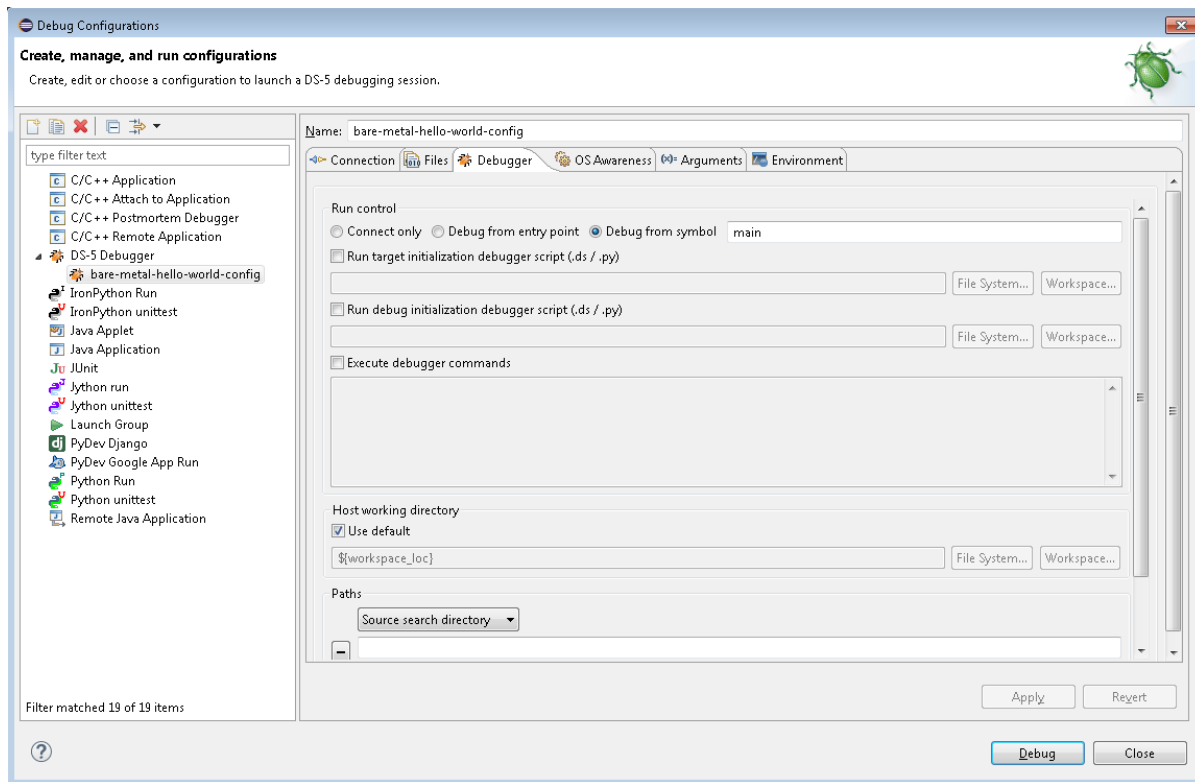 Debug Configurations
Create, manage, and run configurations
Create, edit or choose a configuration to launch a DS-5 debugging session.
type filter text
C/C++ Application
C/C++ Attach to Application
C/C++ Postmortem Debugger
C/C++ Remote Application
DS-5 Debugger
bare-metal-hello-world-config
IronPython Run
IronPython unittest
Java Applet
Java Application
JUnit
Jython run
Jython unittest
Launch Group
PyDev Django
PyDev Google App Run
Python Run
Python unittest
Remote Java Application
Filter matched 19 of 19 items
Name: bare-metal-hello-world-config
Connection Files Debugger OS Awareness Arguments Environment
Run control
Connect only Debug from entry point Debug from symbol main
Run target initialization debugger script (.ds / .py)
File System... Workspace...
Run debug initialization debugger script (.ds / .py)
File System... Workspace...
Execute debugger commands
Host working directory
Use default
${workspace_loc} File System... Workspace...
Paths
Source search directory
Apply Revert
Debug Close